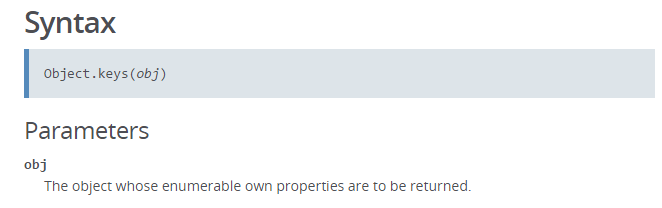 Syntax
Object.keys(obj)
Parameters
obj
The object whose enumerable own properties are to be returned.